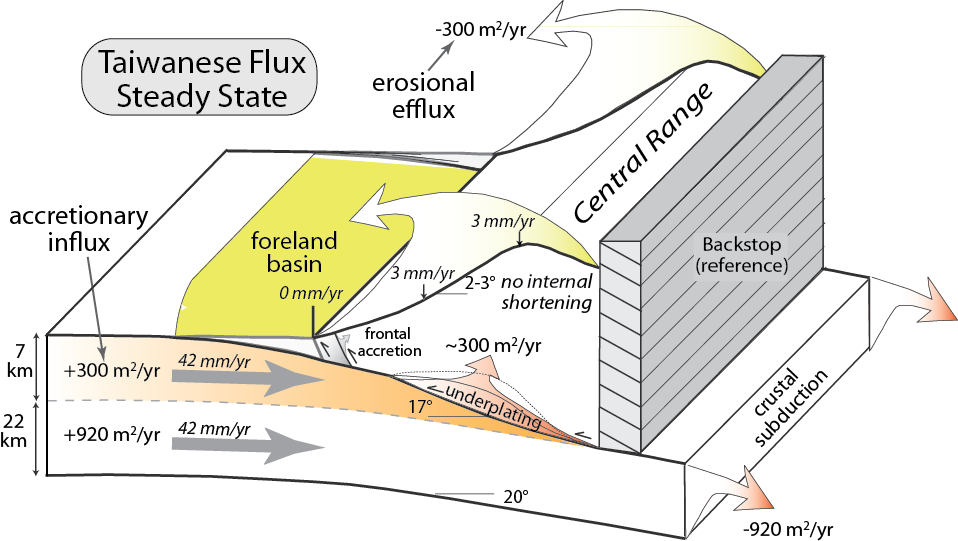 Taiwanese Flux
Steady State
-300 m²/yr
erosional
efflux
Central Range
accretionary
influx
foreland
basin
0 mm/yr
3 mm/yr
3 mm/yr
2-3°
no internal
shortening
Backstop
(reference)
frontal
accretion
~300 m²/yr
7
km
+300 m²/yr
42 mm/yr
17°
underplating
22
km
+920 m²/yr
42 mm/yr
20°
crustal
subduction
-920 m²/yr